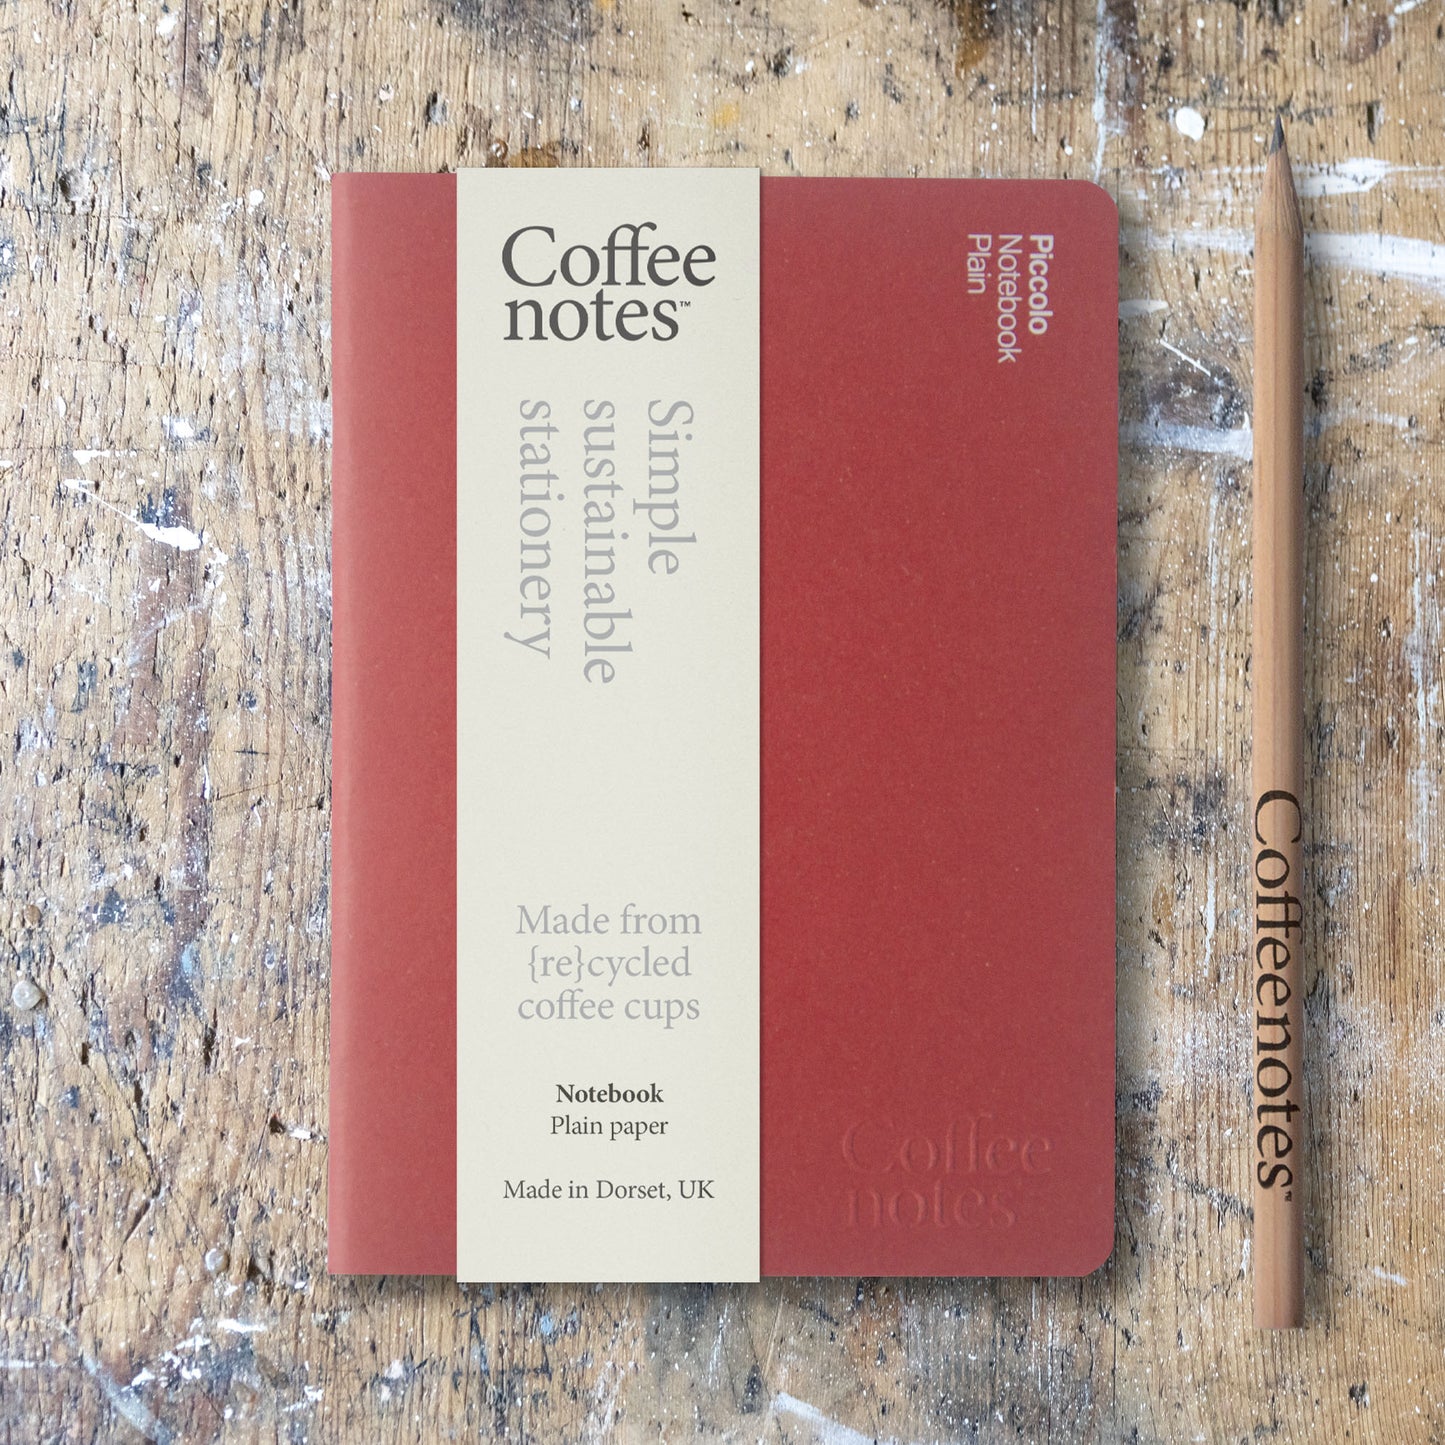 Coffee
notes™
Simple
sustainable
stationery
Made from
{re}cycled
coffee cups
Notebook
Plain paper
Made in Dorset, UK
Piccolo
Notebook
Plain
Coffee
notes
Coffeenotes™